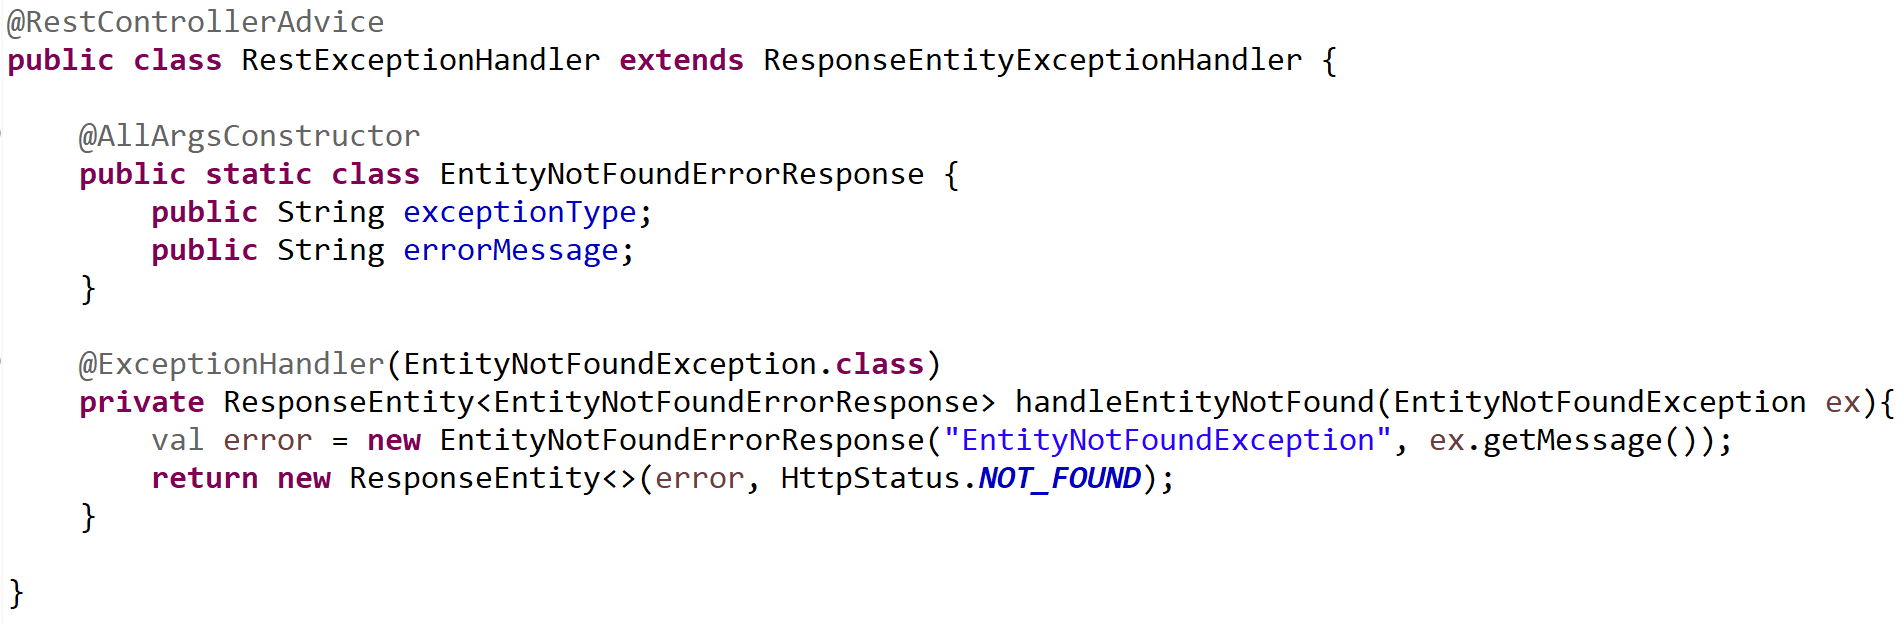 @RestControllerAdvice
public class RestExceptionHandler extends ResponseEntityExceptionHandler {
@AllArgsConstructor
public static class EntityNotFoundErrorResponse {
public String exceptionType;
public String errorMessage;
}
@ExceptionHandler(EntityNotFoundException.class)
private ResponseEntity<EntityNotFoundErrorResponse> handleEntityNotFound(EntityNotFoundException ex){
val error = new EntityNotFoundErrorResponse("EntityNotFoundException", ex.getMessage());
return new ResponseEntity<>(error, HttpStatus.NOT_FOUND);
}
}